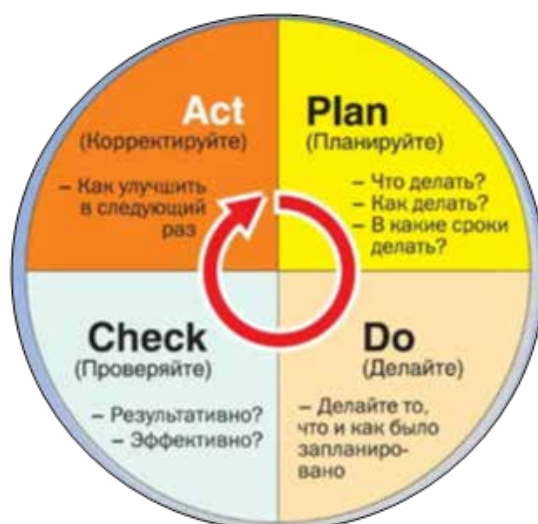 Act
(Корректируйте)
– Как улучшить
в следующий
раз
Plan
(Планируйте)
– Что делать?
– Как делать?
– В какие сроки
делать?
Check
(Проверяйте)
– Результативно?
– Эффективно?
Do
(Делайте)
– Делайте то,
что и как было
запланиро-
вано